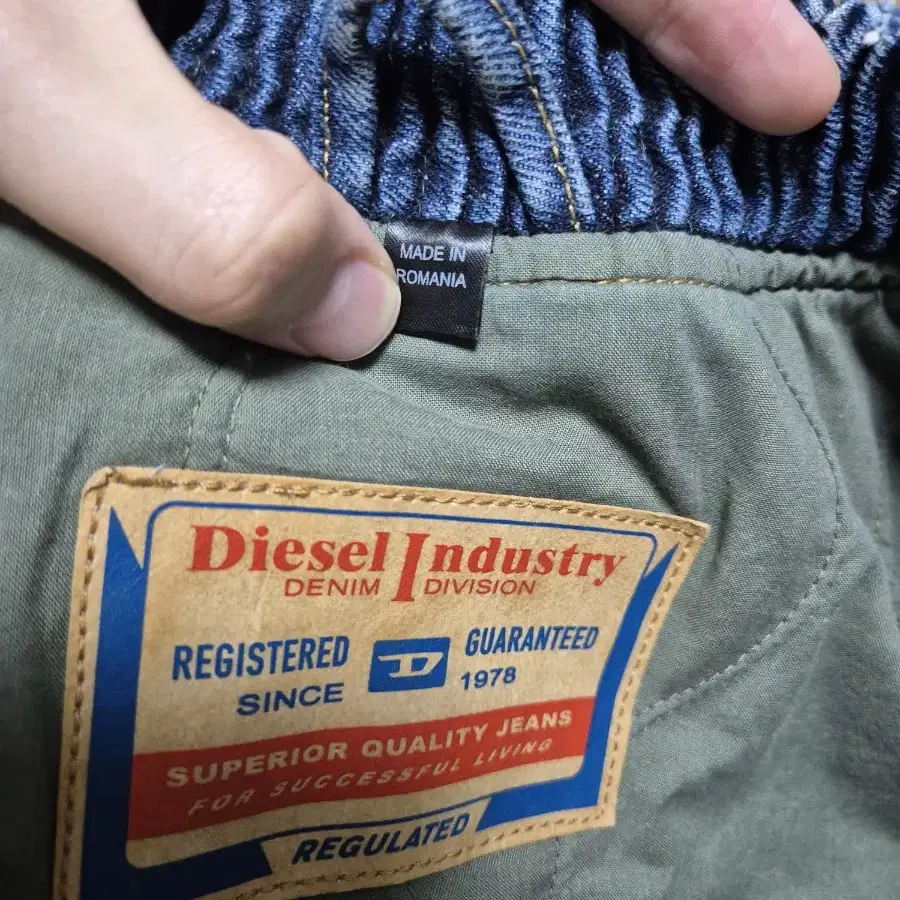 MADE IN
ROMANIA
Diesel Industry
DENIM DIVISION
REGISTERED D GUARANTEED
SINCE 1978
SUPERIOR QUALITY JEANS
FOR SUCCESSFUL LIVING
REGULATED